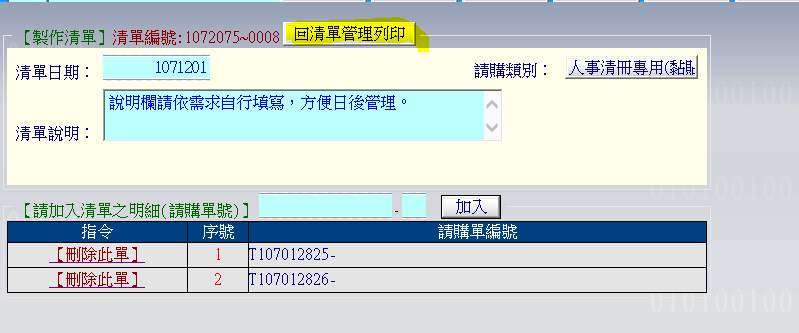 【製作清單】清單編號:1072075~0008 回清單管理列印
清單日期： 1071201 請購類別： 人事清冊專用(黏貼
說明欄請依需求自行填寫，方便日後管理。
清單說明：
【請加入清單之明細(請購單號)】 - 加入
指令 序號 請購單編號
【刪除此單】 1 T107012825-
【刪除此單】 2 T107012826-
010100100
010100100
010100100